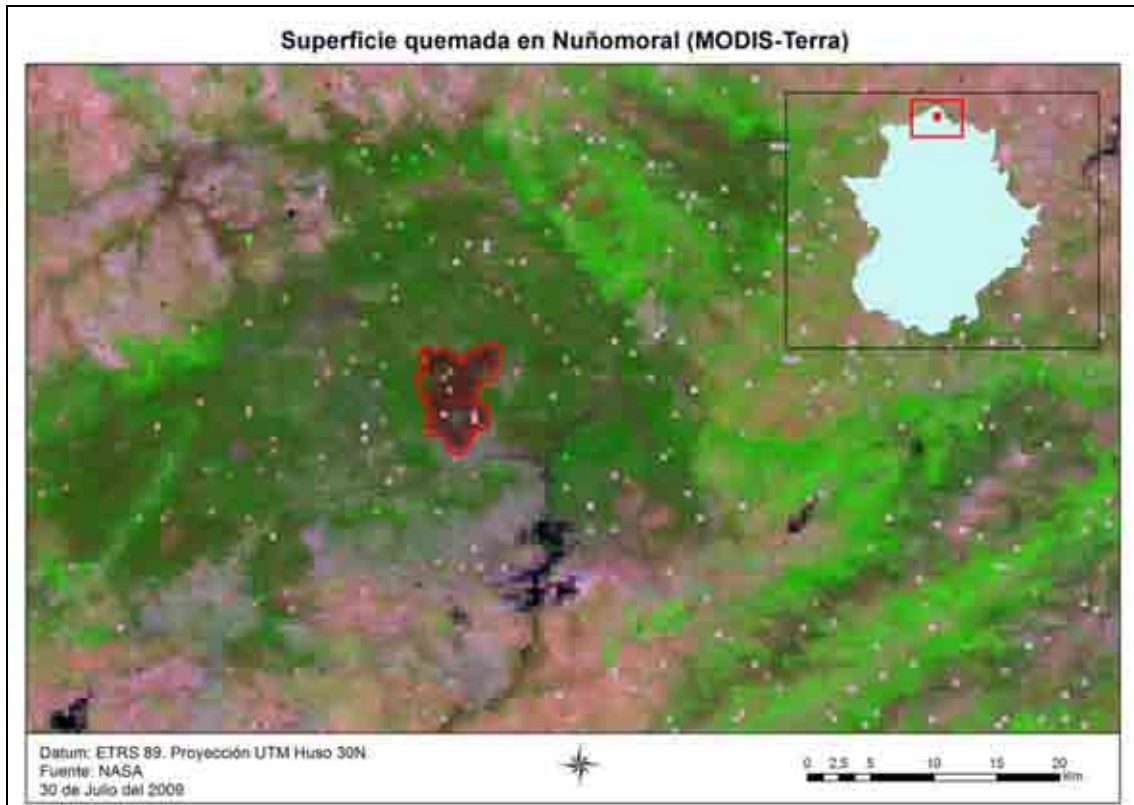 Superficie quemada en Nuñomoral (MODIS-Terra)
Datum: ETRS 89. Proyección UTM Huso 30N
Fuente: NASA
30 de Julio del 2009
0 2,5 5 10 15 20
Km